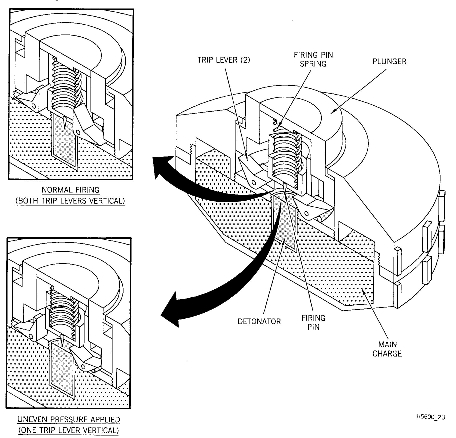 TRIP LEVER (2)
FIRING PIN
SPRING
PLUNGER
NORMAL FIRING
(BOTH TRIP LEVERS VERTICAL)
DETONATOR
FIRING
PIN
MAIN
CHARGE
UNEVEN PRESSURE APPLIED
(ONE TRIP LEVER VERTICAL)